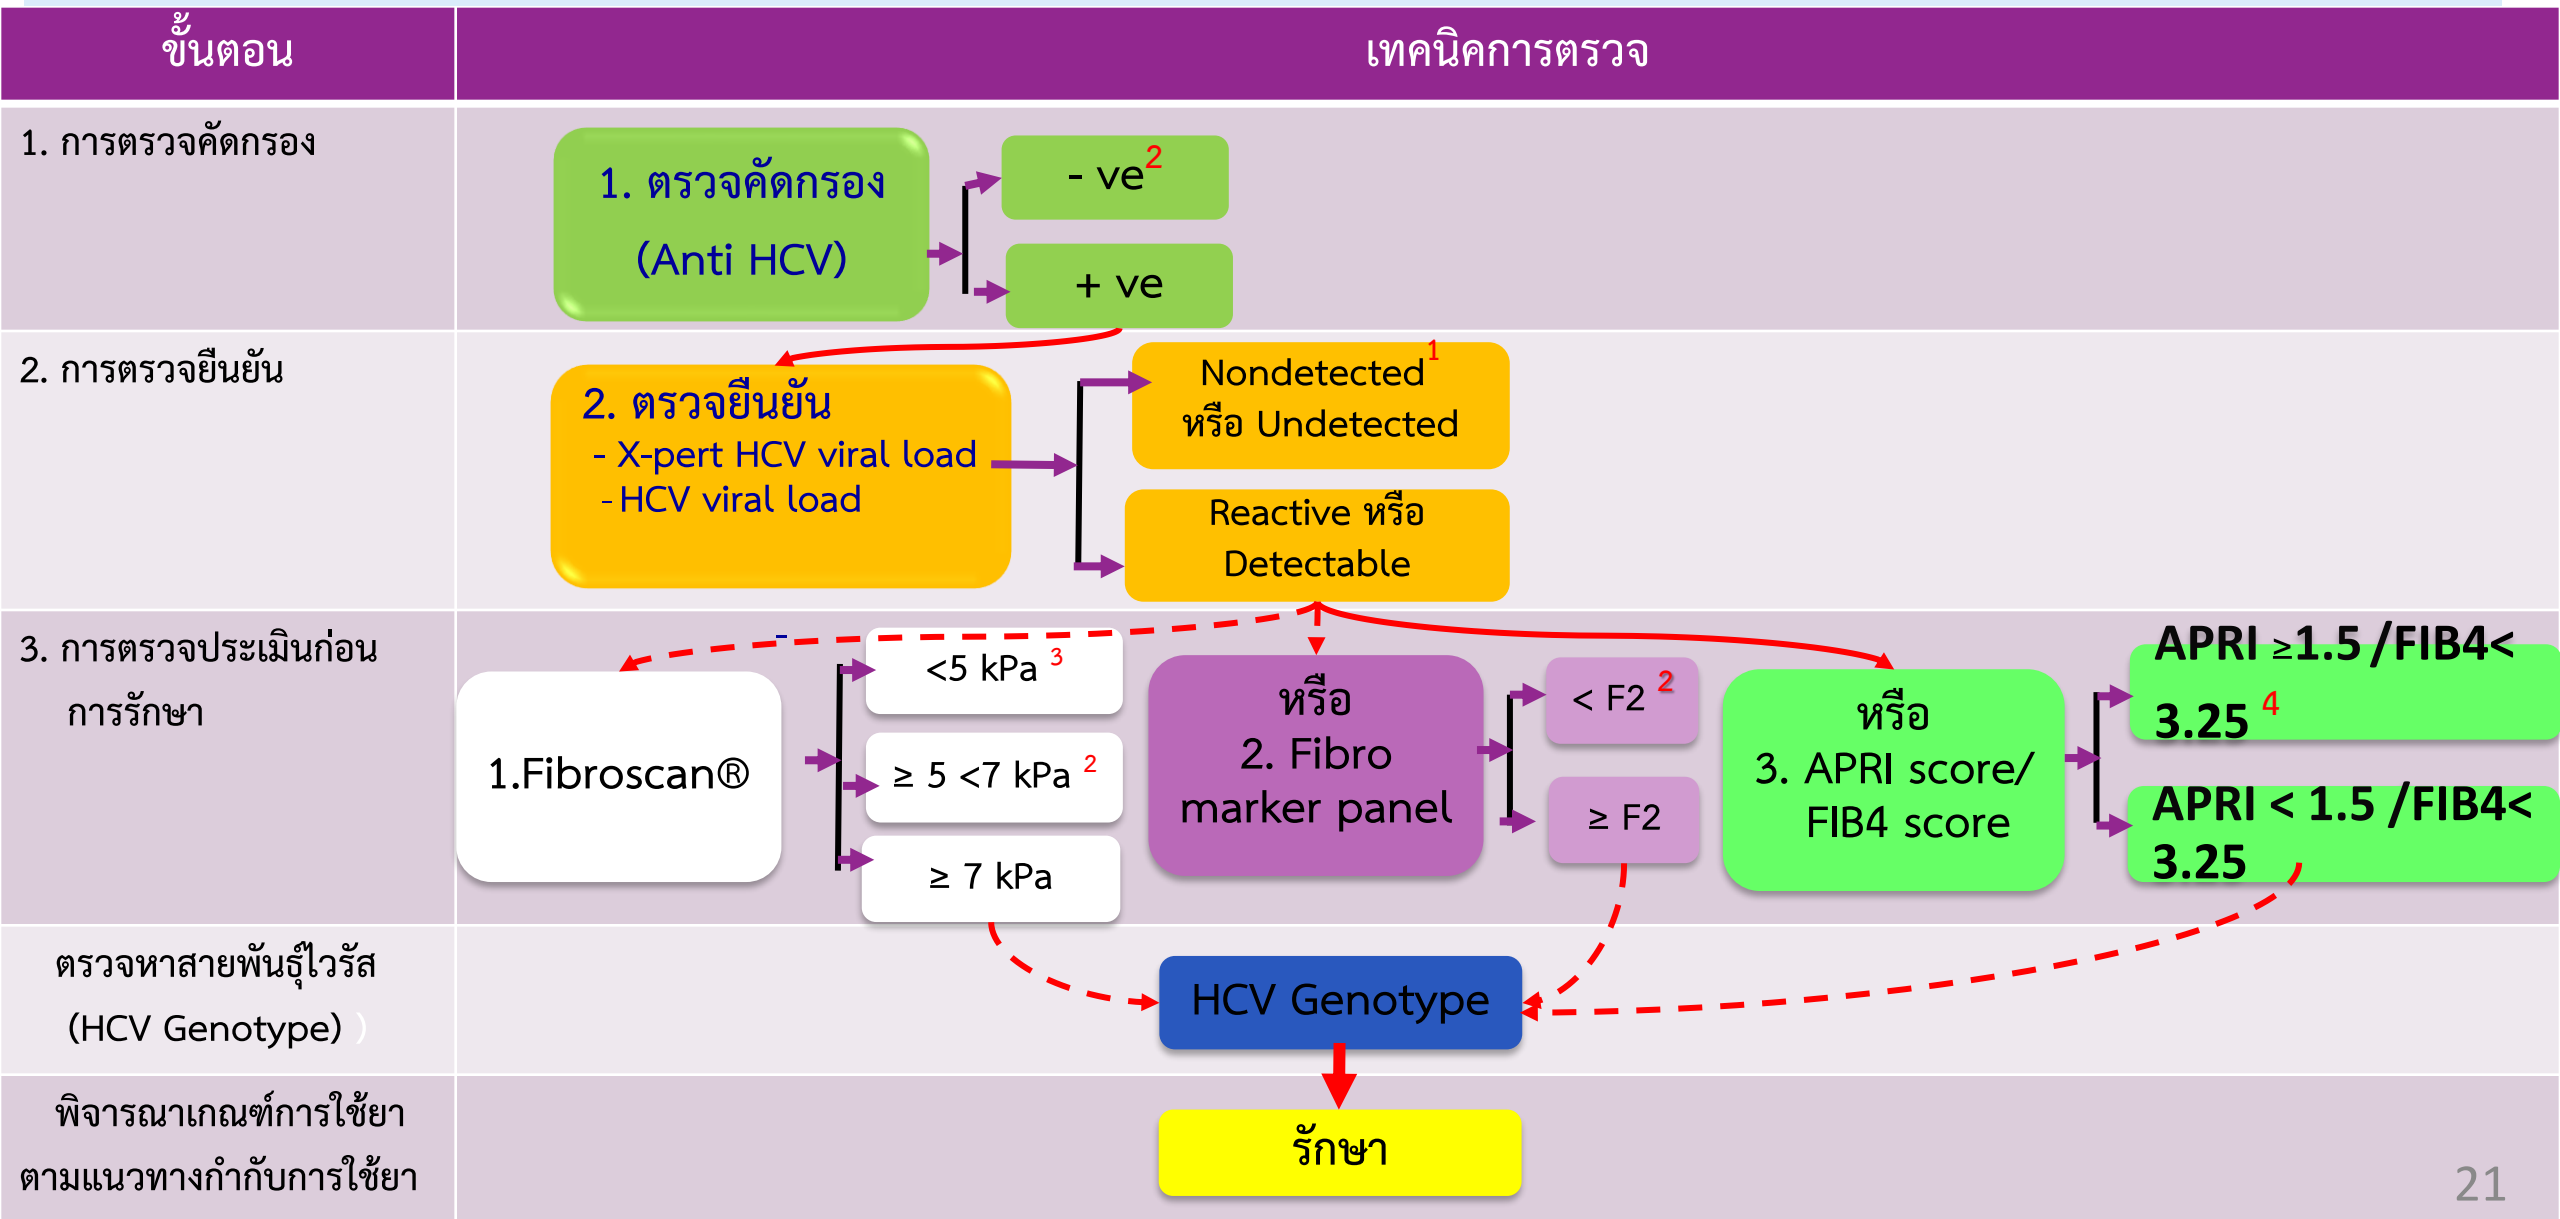 ขั้นตอน
เทคนิคการตรวจ
1. การตรวจคัดกรอง
1. ตรวจคัดกรอง
(Anti HCV)
- ve2
+ ve
2. การตรวจยืนยัน
2. ตรวจยืนยัน
- X-pert HCV viral load
- HCV viral load
Nondetected1
หรือ Undetected
Reactive หรือ
Detectable
3. การตรวจประเมินก่อน
การรักษา
-
1.Fibroscan®
<5 kPa 3
≥ 5 <7 kPa 2
≥ 7 kPa
หรือ
2. Fibro
marker panel
< F2 2
≥ F2
หรือ
3. APRI score/
FIB4 score
APRI ≥1.5 /FIB4<
3.25 4
APRI < 1.5 /FIB4<
3.25
ตรวจหาสายพันธุ์ไวรัส
(HCV Genotype) )
HCV Genotype
พิจารณาเกณฑ์การใช้ยา
ตามแนวทางกำกับการใช้ยา
รักษา
21